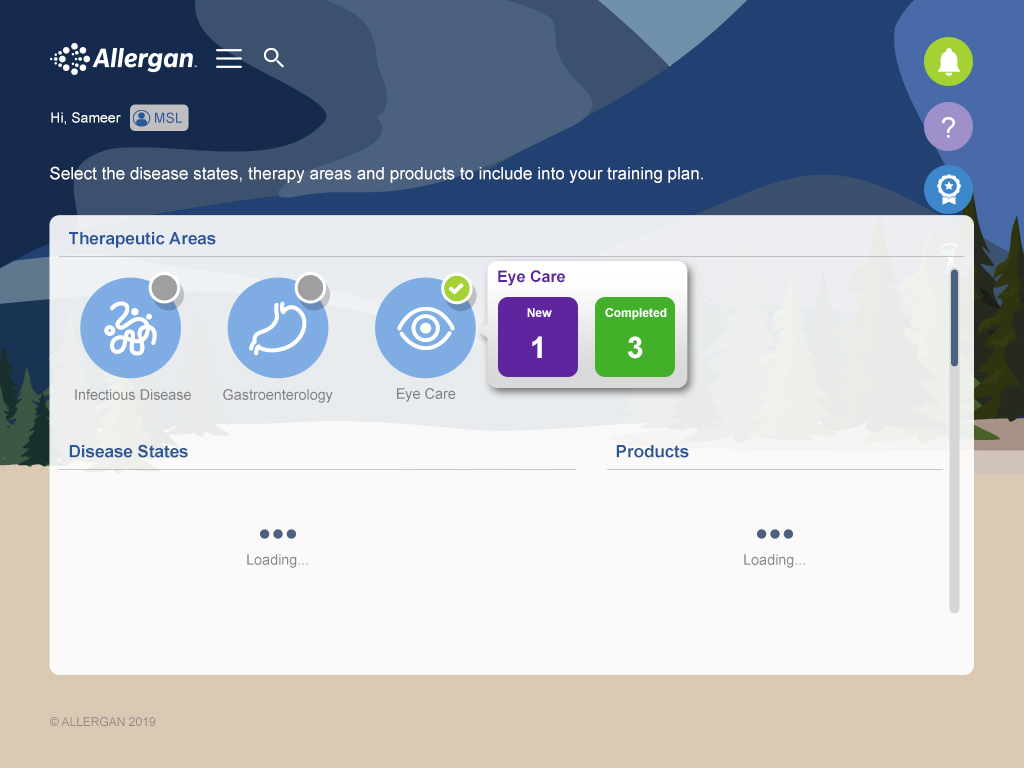 Allergan
Hi, Sameer MSL
?
Select the disease states, therapy areas and products to include into your training plan.
Therapeutic Areas
Eye Care
New Completed
1 3
Infectious Disease Gastroenterology Eye Care
Disease States Products
Loading... Loading...
© ALLERGAN 2019